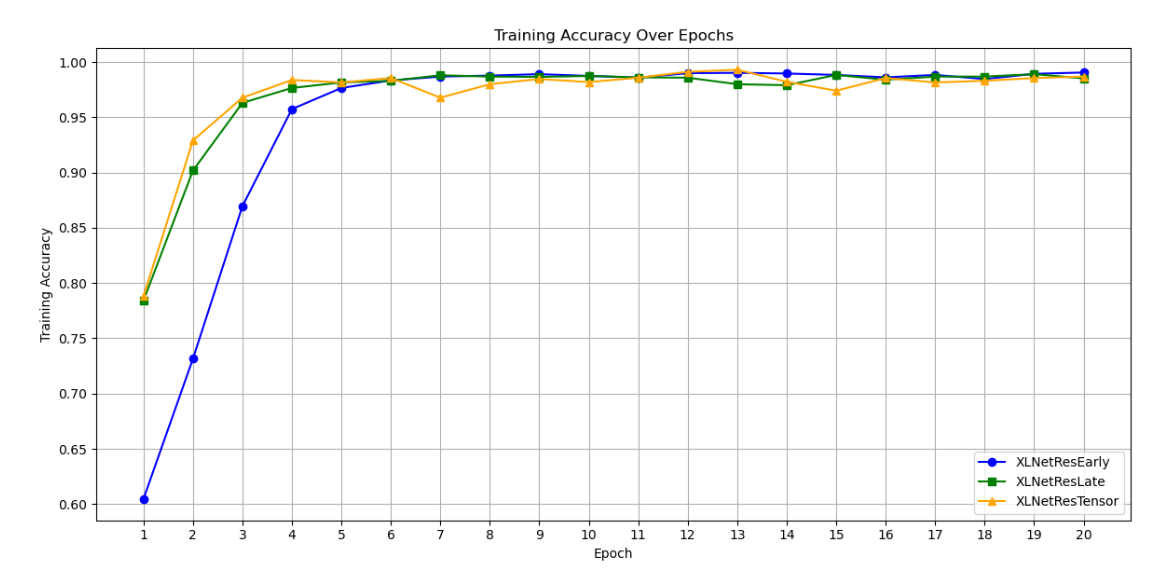 Training Accuracy Over Epochs
Training Accuracy
1.00
0.95
0.90
0.85
0.80
0.75
0.70
0.65
0.60
XLNetResEarly
XLNetResLate
XLNetResTensor
1 2 3 4 5 6 7 8 9 10 11 12 13 14 15 16 17 18 19 20
Epoch